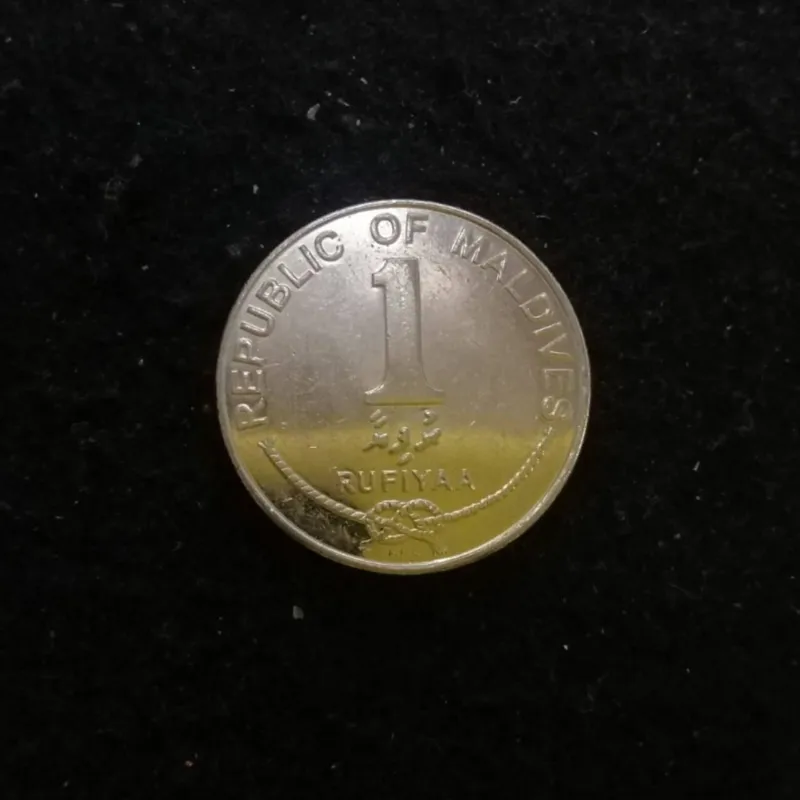 REPUBLIC OF MALDIVES
1
ރުފިޔާ
RUFIYAA